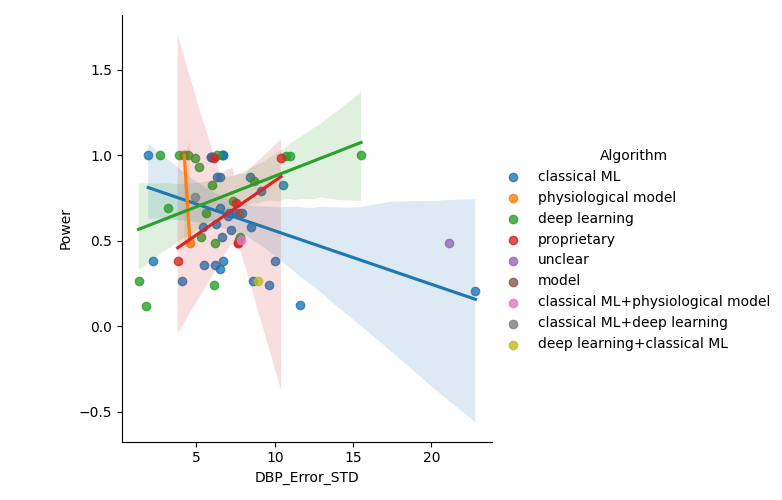 1.5
1.0
0.5
0.0
−0.5
Power
5
10
15
20
DBP_Error_STD
Algorithm
classical ML
physiological model
deep learning
proprietary
unclear
model
classical ML+physiological model
classical ML+deep learning
deep learning+classical ML